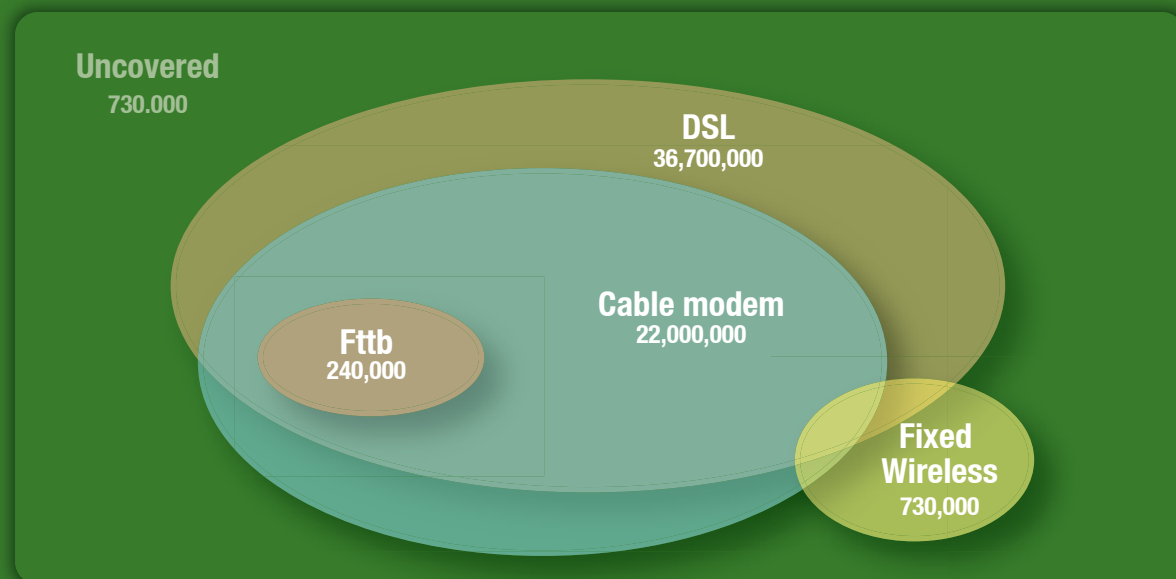 Uncovered
730.000
DSL
36,700,000
Cable modem
22,000,000
Fttb
240,000
Fixed
Wireless
730,000